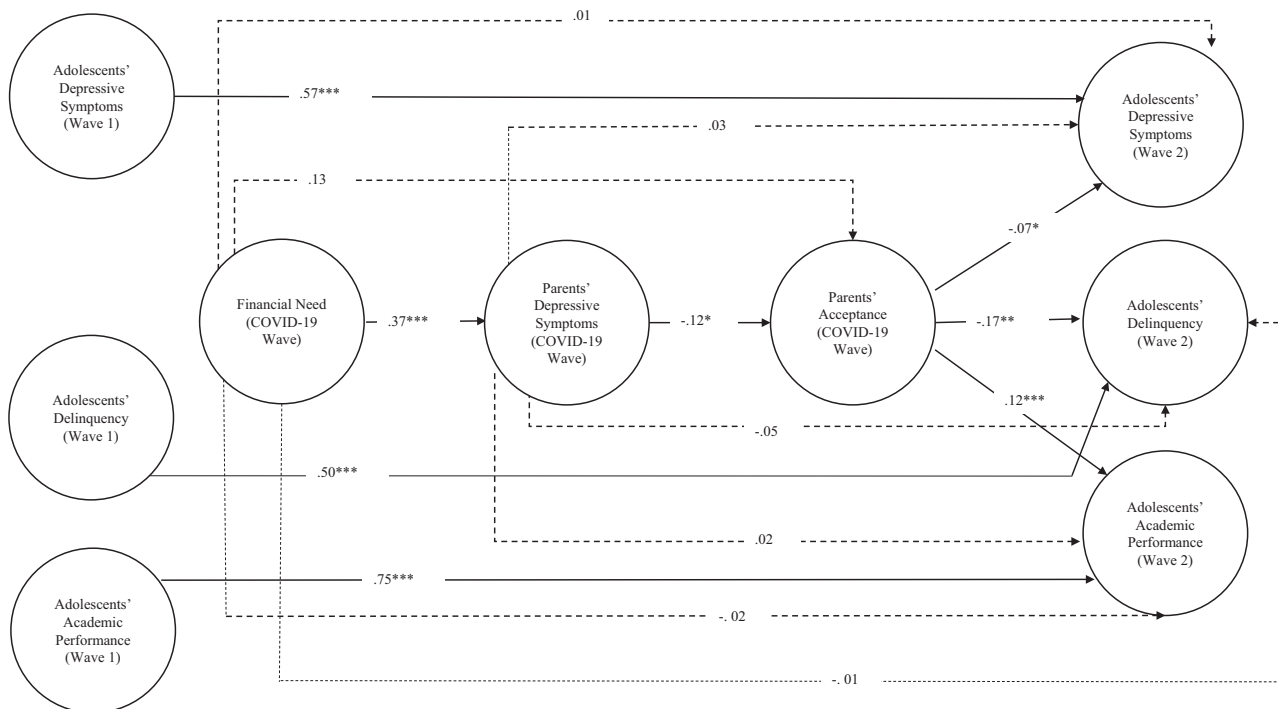 .01
Adolescents’
Depressive
Symptoms
(Wave 1)
.57***
Adolescents’
Depressive
Symptoms
(Wave 2)
.03
.13
-.07*
Financial Need
(COVID-19
Wave)
.37***
Parents’
Depressive
Symptoms
(COVID-19
Wave)
-.12*
Parents’
Acceptance
(COVID-19
Wave)
-.17**
Adolescents’
Delinquency
(Wave 2)
Adolescents’
Delinquency
(Wave 1)
.12***
-.05
.50***
Adolescents’
Academic
Performance
(Wave 2)
.02
.75***
Adolescents’
Academic
Performance
(Wave 1)
-. 02
-. 01